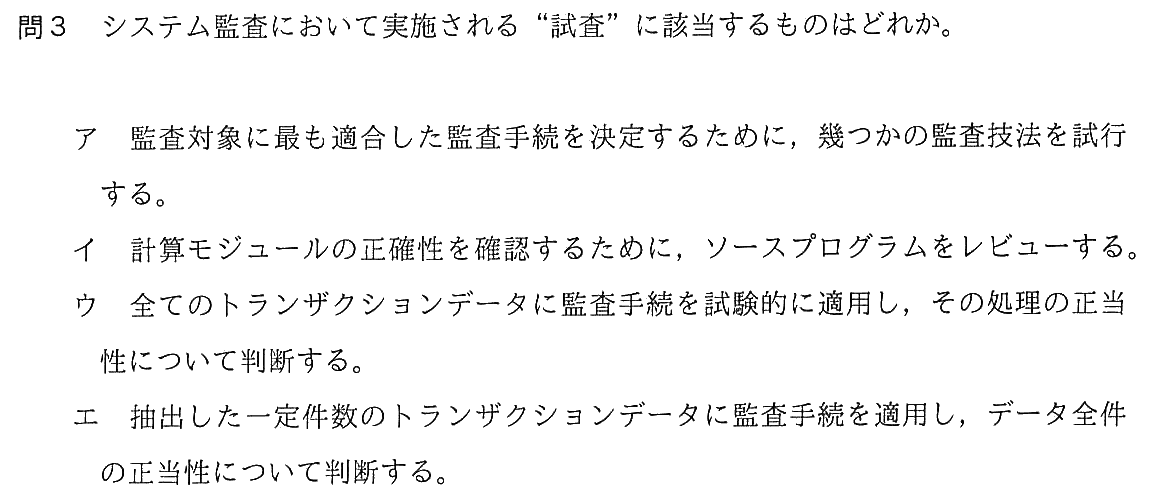 問3 システム監査において実施される“試査”に該当するものはどれか。
ア 監査対象に最も適合した監査手続を決定するために，幾つかの監査技法を試行
する。
イ 計算モジュールの正確性を確認するために，ソースプログラムをレビューする。
ウ 全てのトランザクションデータに監査手続を試験的に適用し，その処理の正当
性について判断する。
エ 抽出した一定件数のトランザクションデータに監査手続を適用し，データ全件
の正当性について判断する。